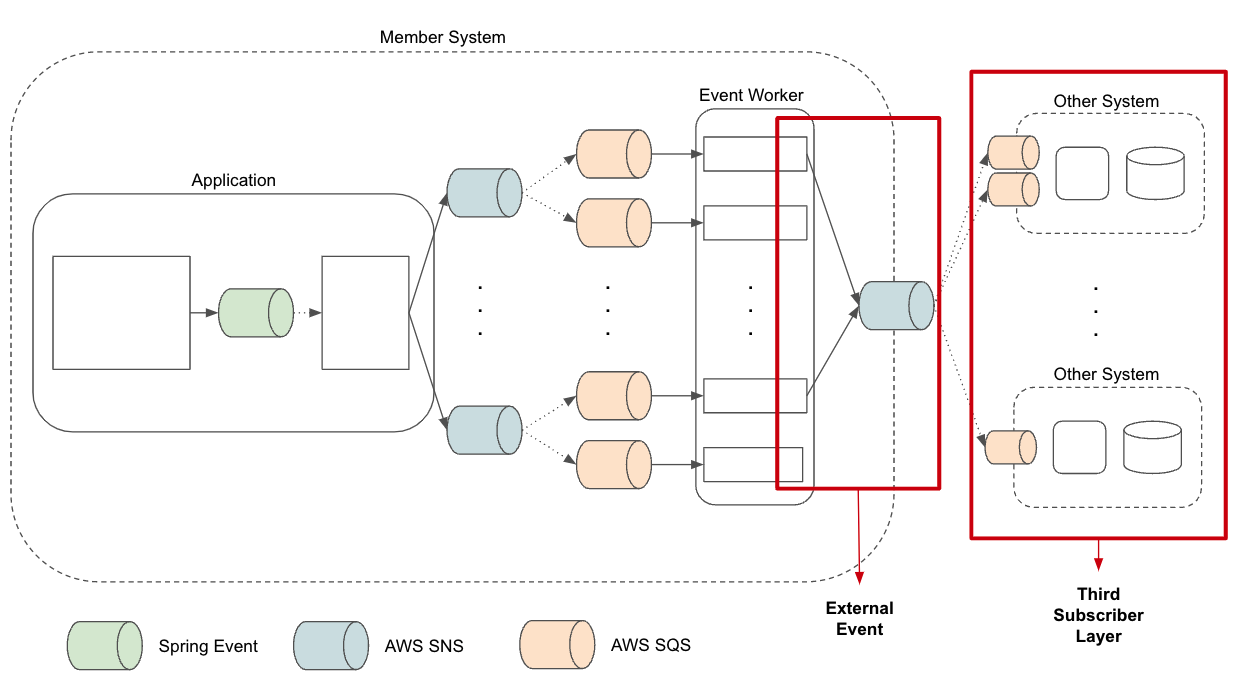 Member System
Event Worker
Other System
Application
Other System
External
Event
Third
Subscriber
Layer
Spring Event
AWS SNS
AWS SQS